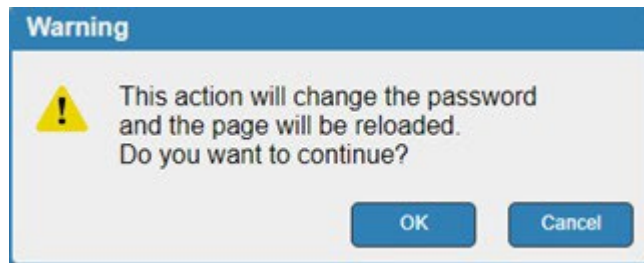 Warning
This action will change the password
and the page will be reloaded.
Do you want to continue?
OK
Cancel